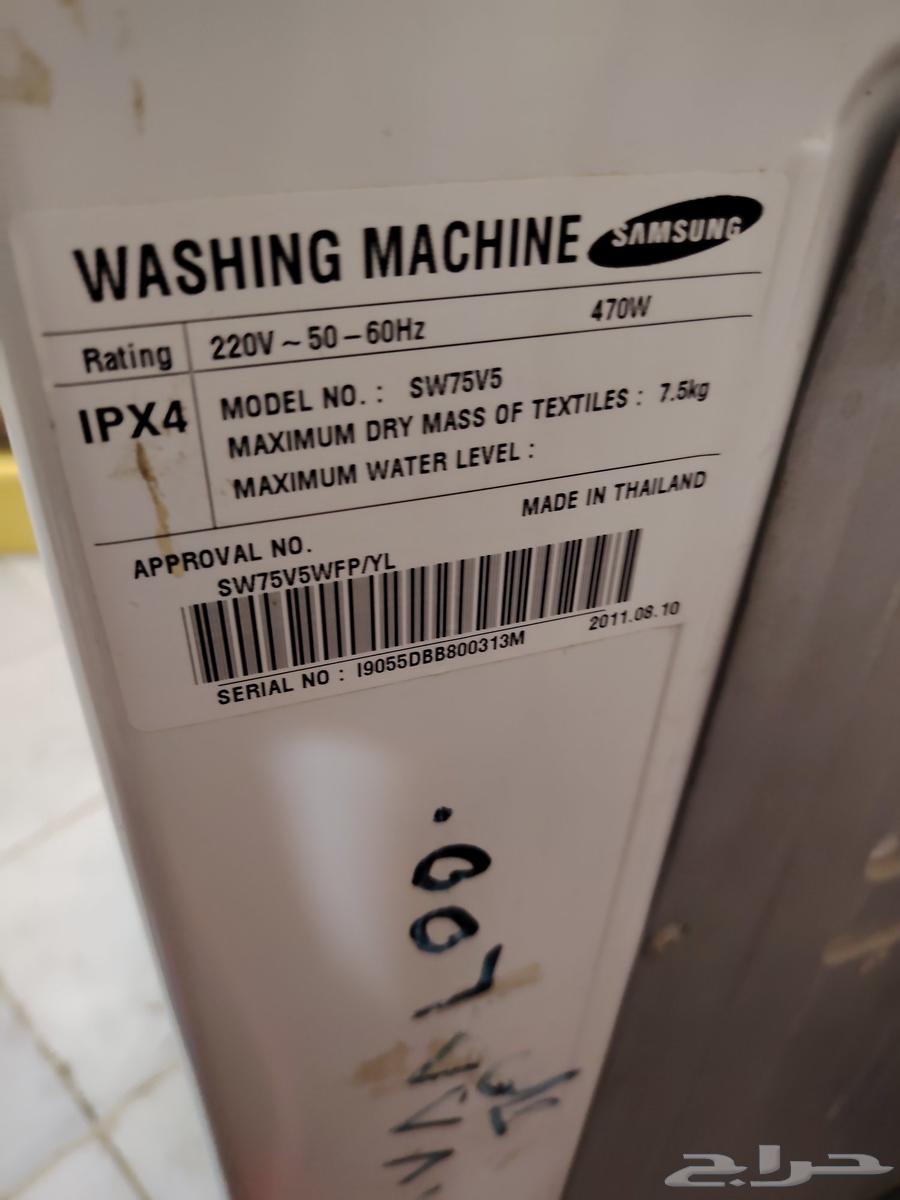 WASHING MACHINE SAMSUNG
Rating 220V ~ 50 – 60Hz 470W
IPX4 MODEL NO. : SW75V5
MAXIMUM DRY MASS OF TEXTILES : 7.5kg
MAXIMUM WATER LEVEL :
MADE IN THAILAND
APPROVAL NO.
SW75V5WFP/YL
2011.08.10
SERIAL NO : I9055DBB800313M
حراج